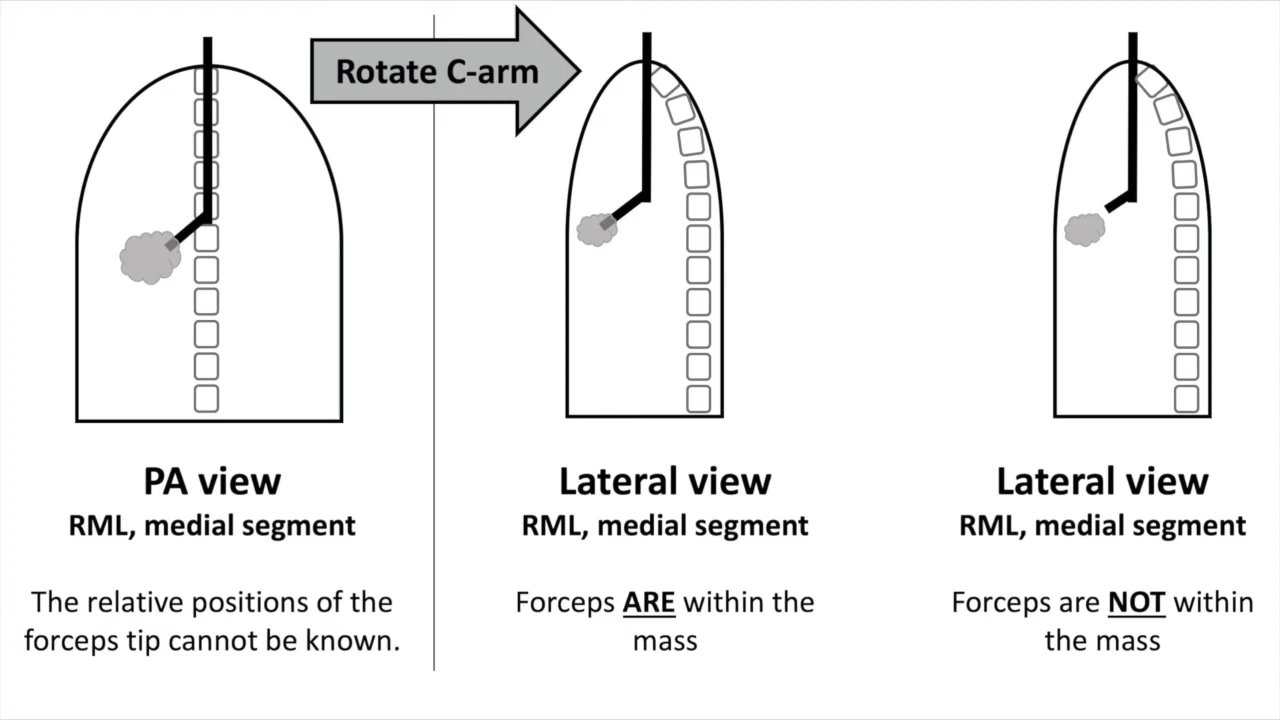 Rotate C-arm
PA view
RML, medial segment
The relative positions of the
forceps tip cannot be known.
Lateral view
RML, medial segment
Forceps ARE within the
mass
Lateral view
RML, medial segment
Forceps are NOT within
the mass